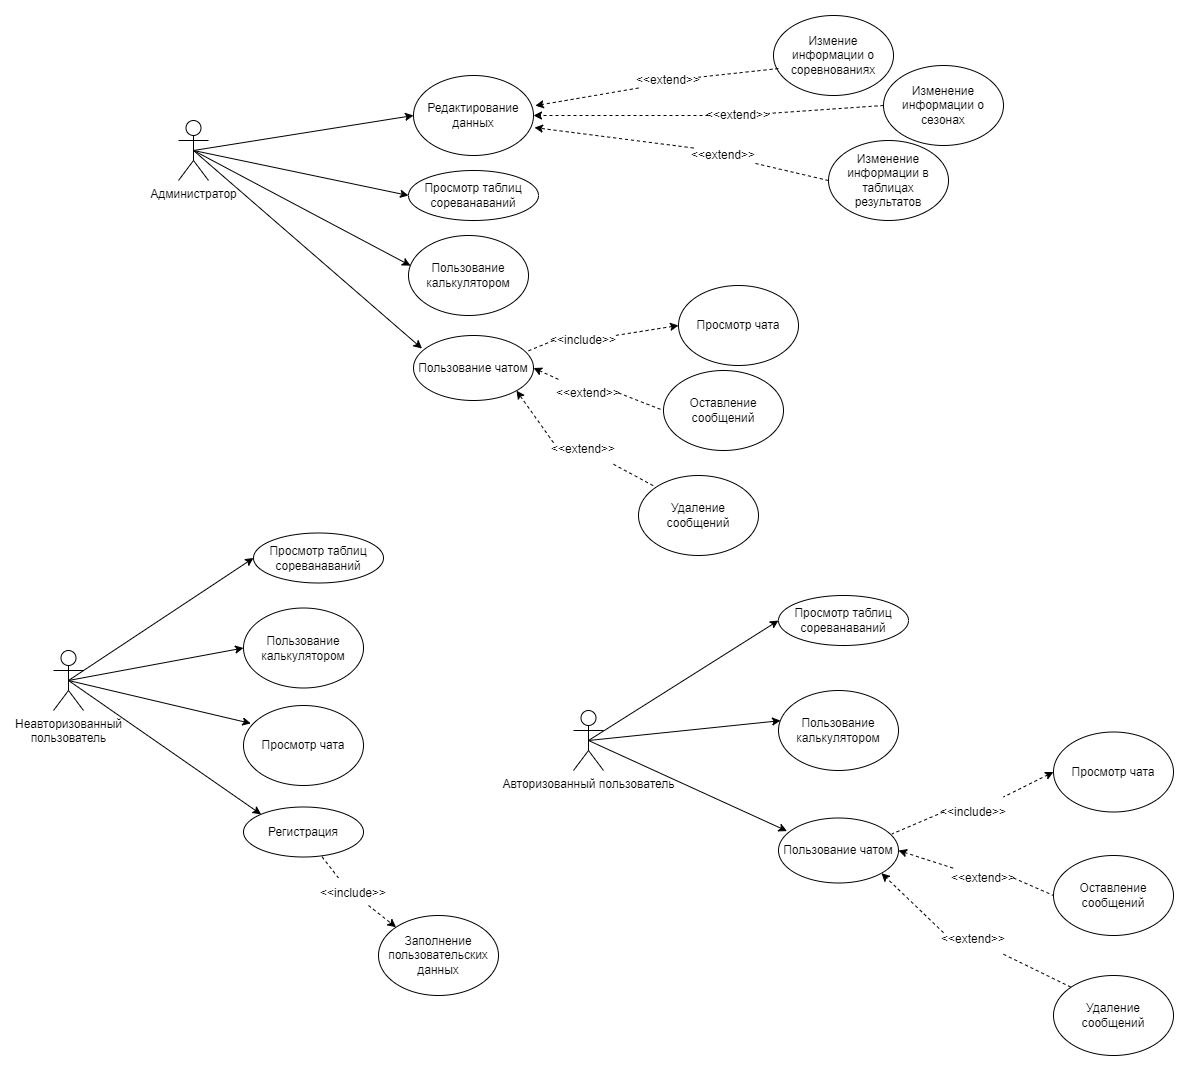 Измение
информации о
соревнованиях
<<extend>>
Изменение
информации о
сезонах
<<extend>>
Редактирование
данных
<<extend>>
Изменение
информации в
таблицах
результатов
Администратор
Просмотр таблиц
сореванаваний
Пользование
калькулятором
Просмотр чата
<<include>>
Пользование чатом
<<extend>>
Оставление
сообщений
<<extend>>
Удаление
сообщений
Просмотр таблиц
сореванаваний
Пользование
калькулятором
Неавторизованный
пользователь
Просмотр чата
Регистрация
<<include>>
Заполнение
пользовательских
данных
Просмотр таблиц
сореванаваний
Пользование
калькулятором
Авторизованный пользователь
Просмотр чата
<<include>>
Пользование чатом
<<extend>>
Оставление
сообщений
<<extend>>
Удаление
сообщений